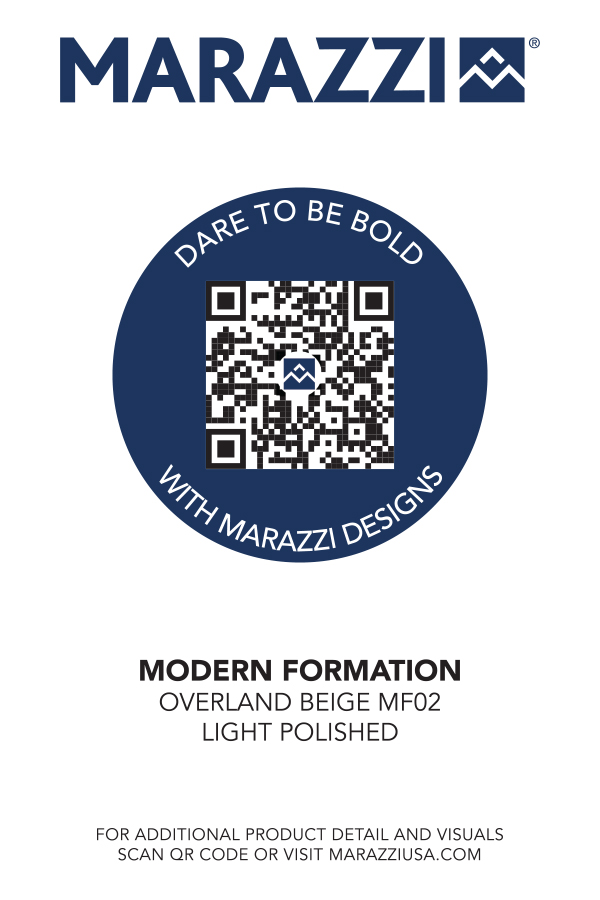 MARAZZI®
DARE TO BE BOLD
WITH MARAZZI DESIGNS
MODERN FORMATION
OVERLAND BEIGE MF02
LIGHT POLISHED
FOR ADDITIONAL PRODUCT DETAIL AND VISUALS
SCAN QR CODE OR VISIT MARAZZIUSA.COM